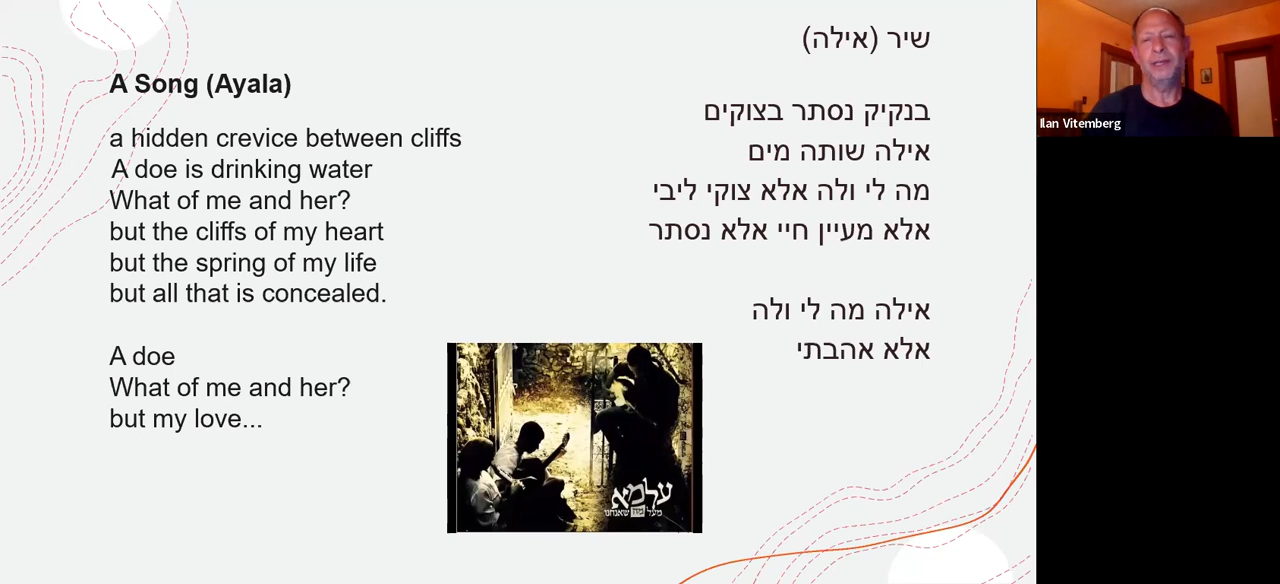 A Song (Ayala)
a hidden crevice between cliffs
A doe is drinking water
What of me and her?
but the cliffs of my heart
but the spring of my life
but all that is concealed.
A doe
What of me and her?
but my love...
שיר (אילה)
בנקיק נסתר בצוקים
אילה שותה מים
מה לי ולה אלא צוקי ליבי
אלא מעיין חיי אלא נסתר
אילה מה לי ולה
אלא אהבתי
עלמא
מעל מה שאנחנו
Ilan Vitemberg